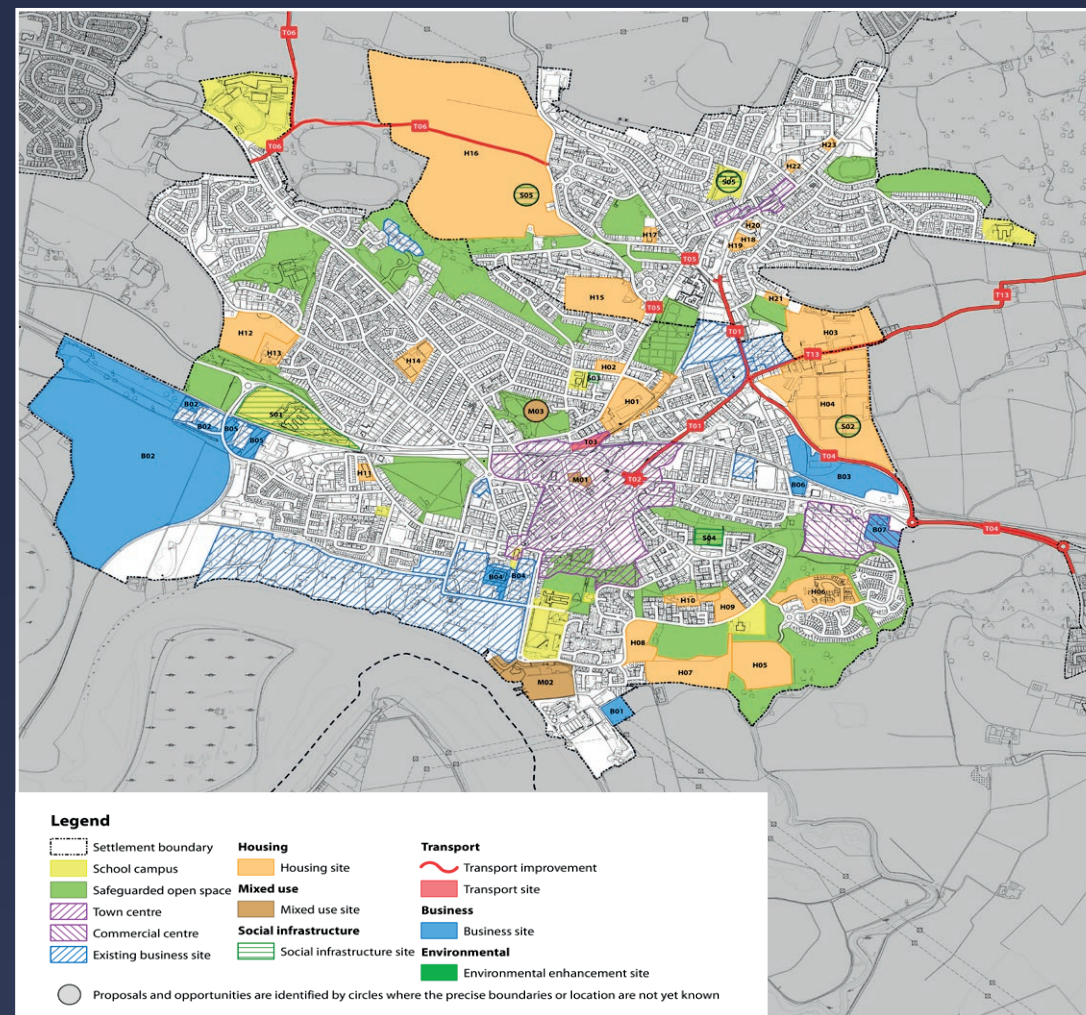 T06
T06
T06
H16
S05
S05
H23
H22
H17
H20
H18
H19
T05
H15
T05
H21
T01
H03
T13
T13
H12
H13
H14
H02
S03
H01
M03
T01
H04
S02
B02
B02
B05
B05
S01
B02
T03
T04
M01
T02
B03
B06
H11
B07
T04
S04
B04
B04
H10
H09
H06
H08
H07
H05
M02
B01
Legend
Settlement boundary
School campus
Safeguarded open space
Town centre
Commercial centre
Existing business site
Housing
Housing site
Mixed use
Mixed use site
Social infrastructure
Social infrastructure site
Transport
Transport improvement
Transport site
Business
Business site
Environmental
Environmental enhancement site
Proposals and opportunities are identified by circles where the precise boundaries or location are not yet known